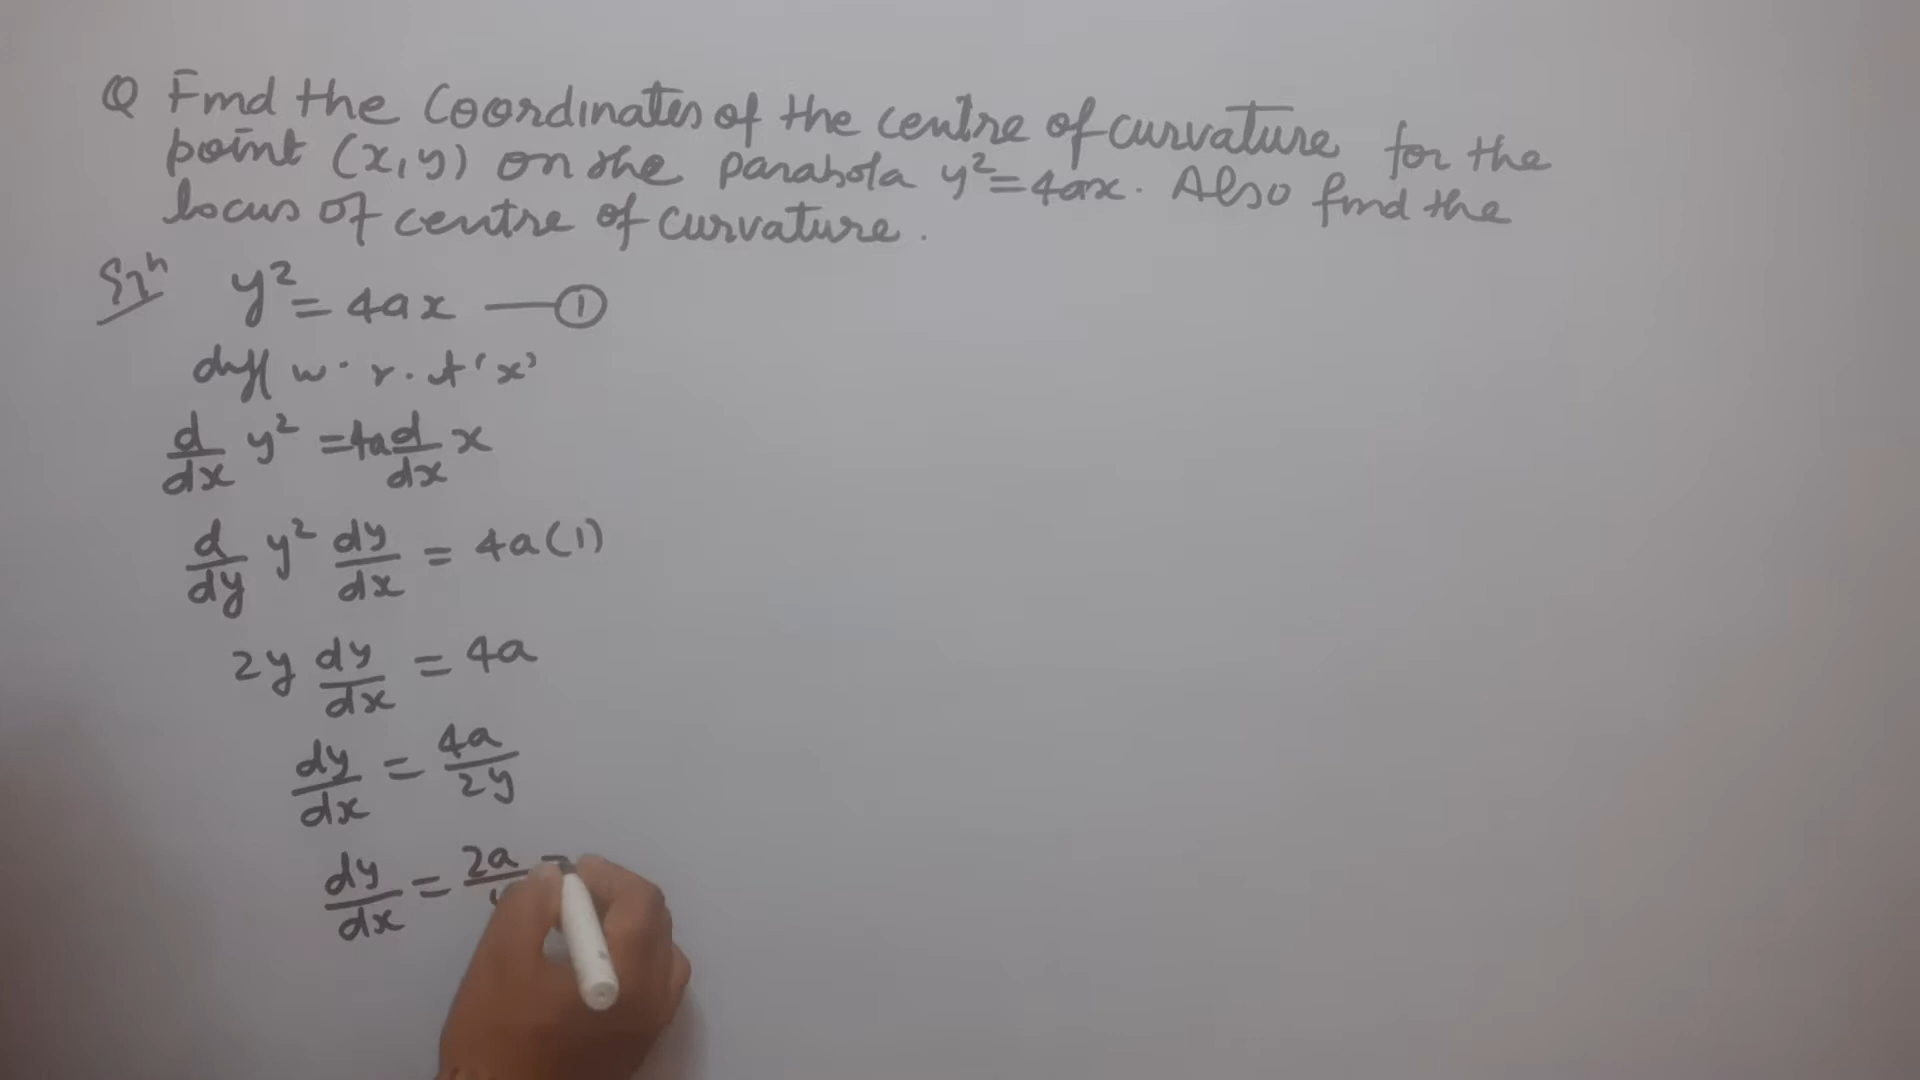 Q Find the Coordinates of the centre of curvature for the
point (x, y) on the parabola y² = 4ax. Also find the
locus of centre of curvature.
Solⁿ y² = 4ax —①
diff w.r.t 'x'
d/dx y² = 4a d/dx x
d/dy y² dy/dx = 4a(1)
2y dy/dx = 4a
dy/dx = 4a/2y
dy/dx = 2a/